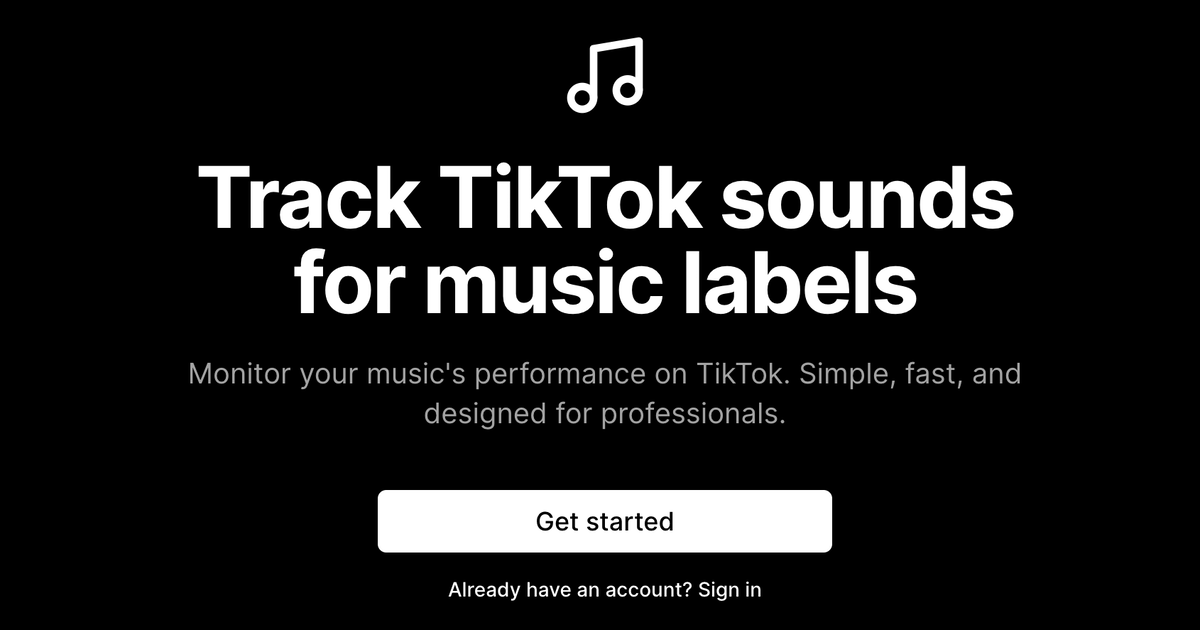 Track TikTok sounds
for music labels
Monitor your music's performance on TikTok. Simple, fast, and
designed for professionals.
Get started
Already have an account? Sign in